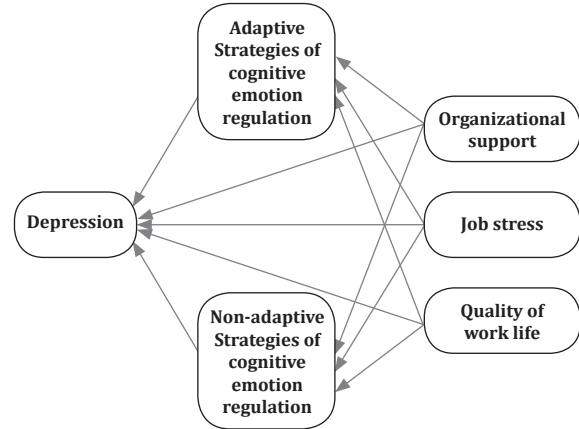 Adaptive
Strategies of
cognitive
emotion
regulation
Organizational
support
Depression
Job stress
Quality of
work life
Non-adaptive
Strategies of
cognitive
emotion
regulation